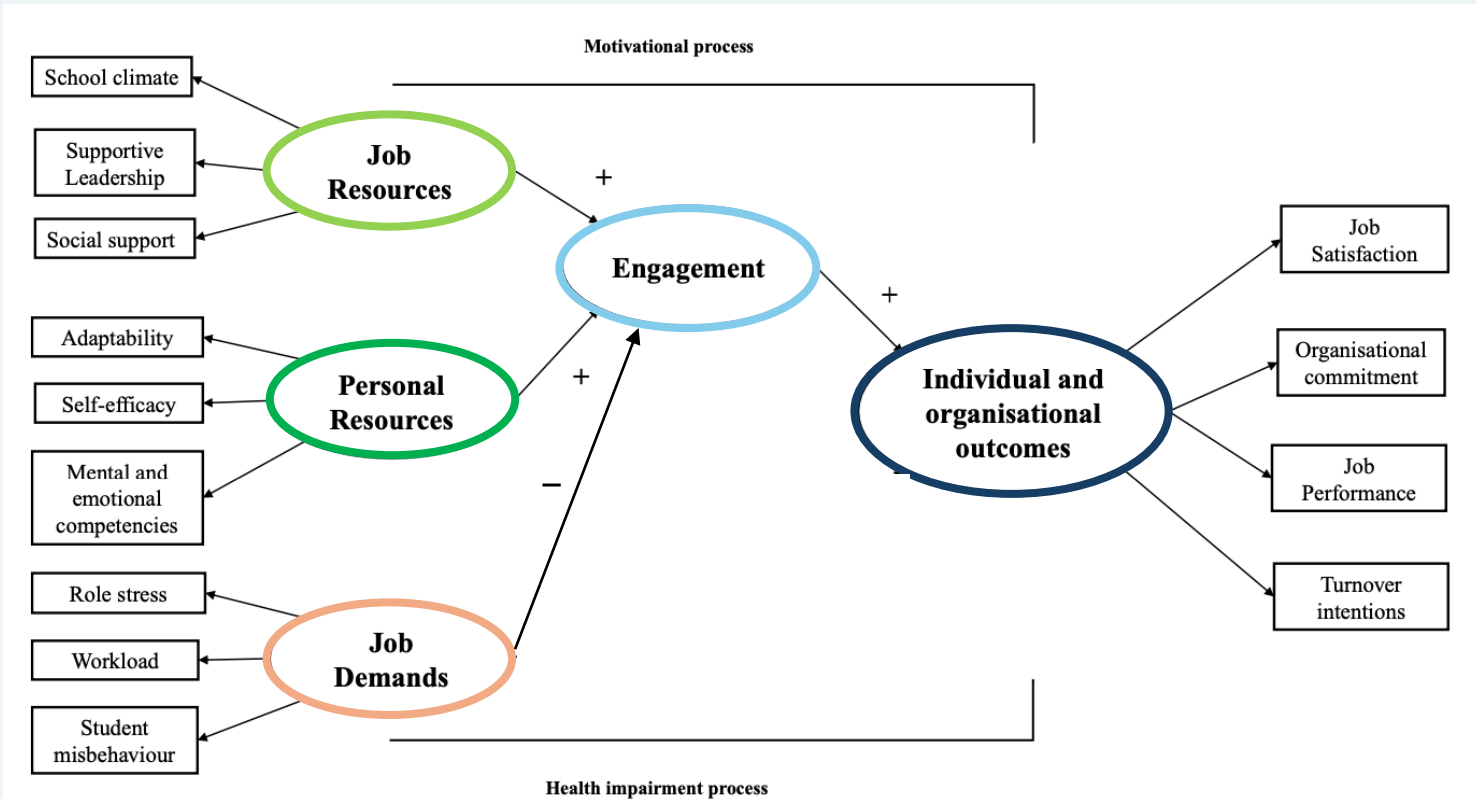 Motivational process
School climate
Supportive
Leadership
Social support
Job
Resources
+
Engagement
Adaptability
Self-efficacy
Mental and
emotional
competencies
Personal
Resources
+
−
+
Individual and
organisational
outcomes
Job
Satisfaction
Organisational
commitment
Job
Performance
Turnover
intentions
Role stress
Workload
Student
misbehaviour
Job
Demands
Health impairment process